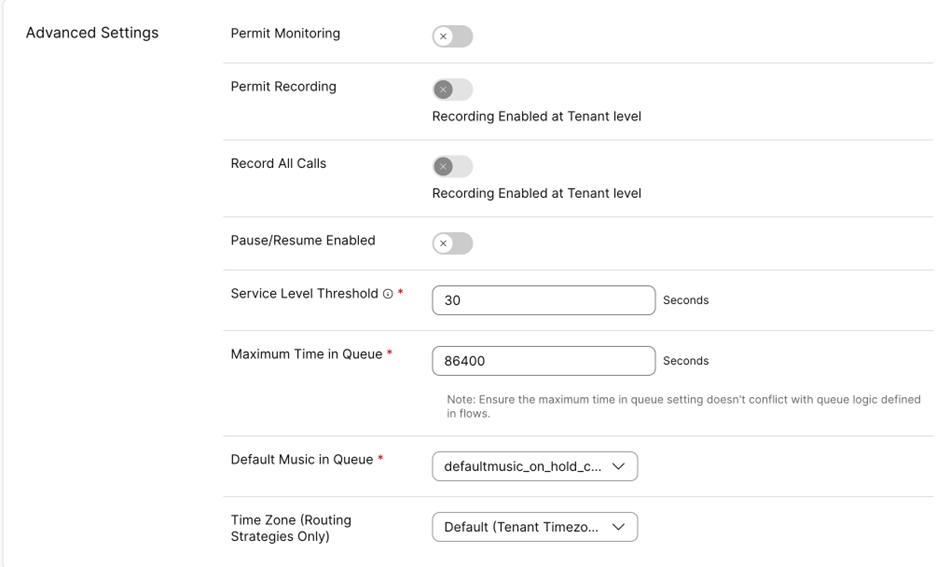 Advanced Settings
Permit Monitoring
Permit Recording
Recording Enabled at Tenant level
Record All Calls
Recording Enabled at Tenant level
Pause/Resume Enabled
Service Level Threshold *
30 Seconds
Maximum Time in Queue *
86400 Seconds
Note: Ensure the maximum time in queue setting doesn't conflict with queue logic defined
in flows.
Default Music in Queue *
defaultmusic_on_hold_c...
Time Zone (Routing
Strategies Only)
Default (Tenant Timezo...